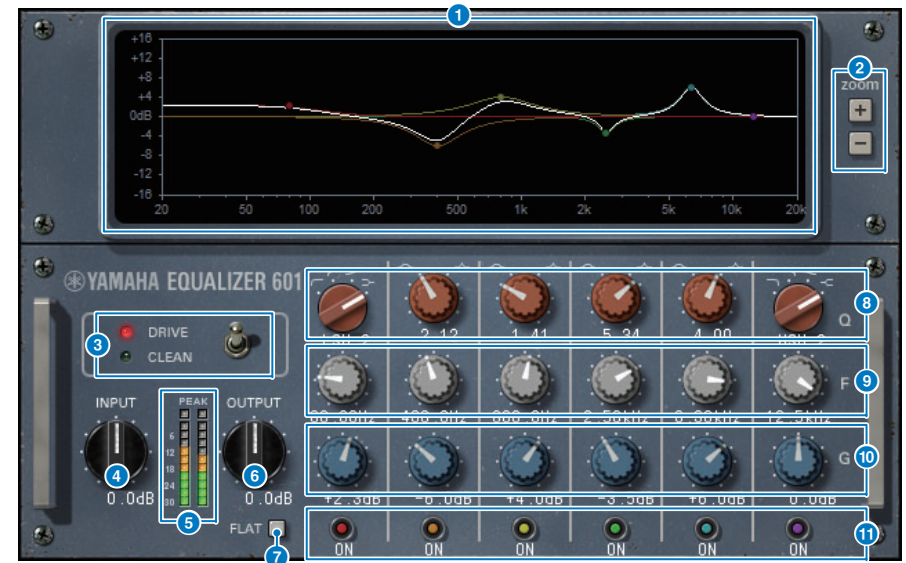 1
+16
+12
+8
+4
0dB
-4
-8
-12
-16
20 50 100 200 500 1k 2k 5k 10k 20k
2
zoom
+
−
YAMAHA EQUALIZER 601
3
DRIVE
CLEAN
INPUT PEAK OUTPUT
6
12
18
24
30
4
5
6
0.0dB 0.0dB
FLAT
7
2.12 1.41 5.34 4.00
8
Q
9
F
+2.3dB -6.0dB +4.0dB -3.5dB +6.0dB 0.0dB
10
G
11
ON ON ON ON ON ON